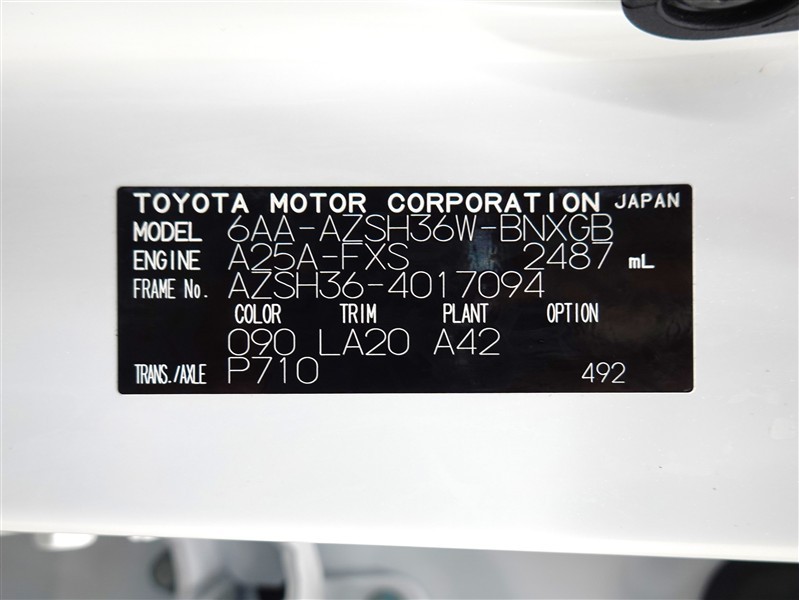 TOYOTA MOTOR CORPORATION JAPAN
MODEL 6AA-AZSH36W-BNXGB
ENGINE A25A-FXS 2487 mL
FRAME No. AZSH36-4017094
COLOR TRIM PLANT OPTION
090 LA20 A42
TRANS./AXLE P710 492